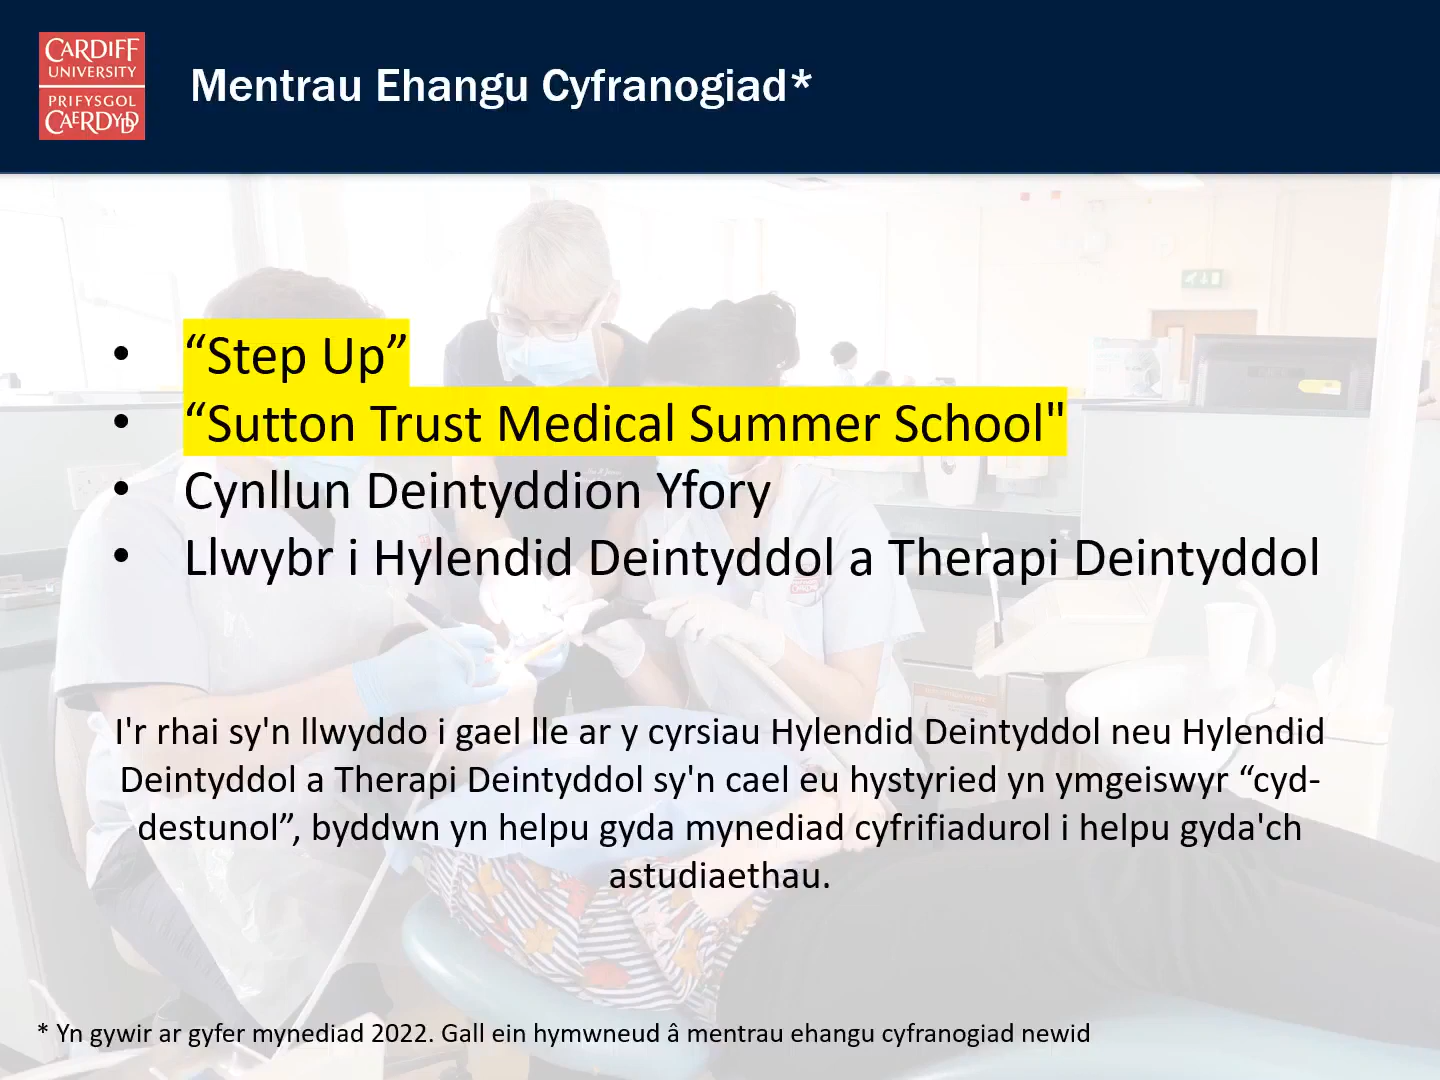 CARDIFF
UNIVERSITY
PRIFYSGOL
CAERDYDD
Mentrau Ehangu Cyfranogiad*
• “Step Up”
• “Sutton Trust Medical Summer School"
• Cynllun Deintyddion Yfory
• Llwybr i Hylendid Deintyddol a Therapi Deintyddol
I'r rhai sy'n llwyddo i gael lle ar y cyrsiau Hylendid Deintyddol neu Hylendid
Deintyddol a Therapi Deintyddol sy'n cael eu hystyried yn ymgeiswyr “cyd-
destunol”, byddwn yn helpu gyda mynediad cyfrifiadurol i helpu gyda'ch
astudiaethau.
* Yn gywir ar gyfer mynediad 2022. Gall ein hymwneud â mentrau ehangu cyfranogiad newid